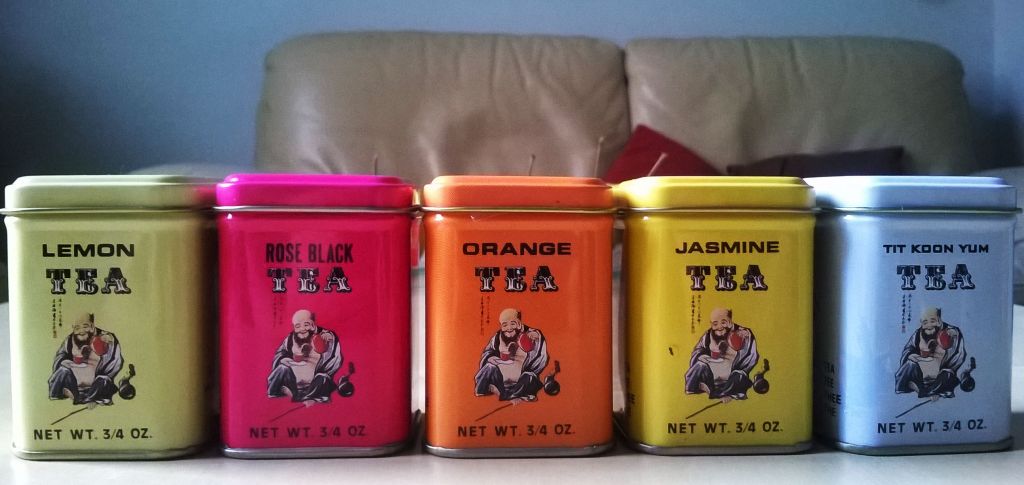 LEMON
TEA
NET WT. 3/4 OZ.
ROSE BLACK
TEA
NET WT. 3/4 OZ.
ORANGE
TEA
NET WT. 3/4 OZ.
JASMINE
TEA
NET WT. 3/4 OZ.
TIT KOON YUM
TEA
NET WT. 3/4 OZ.